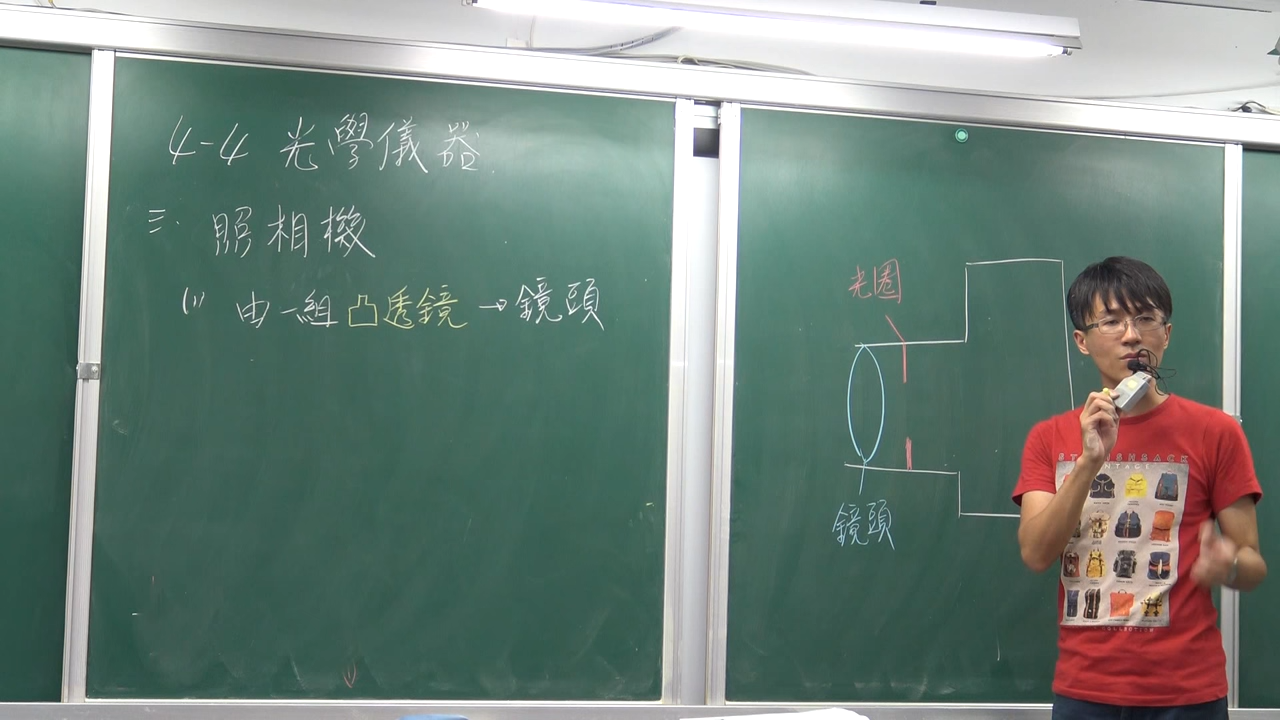 4-4 光學儀器
三. 照相機
(1) 由一組凸透鏡→鏡頭
光圈
鏡頭